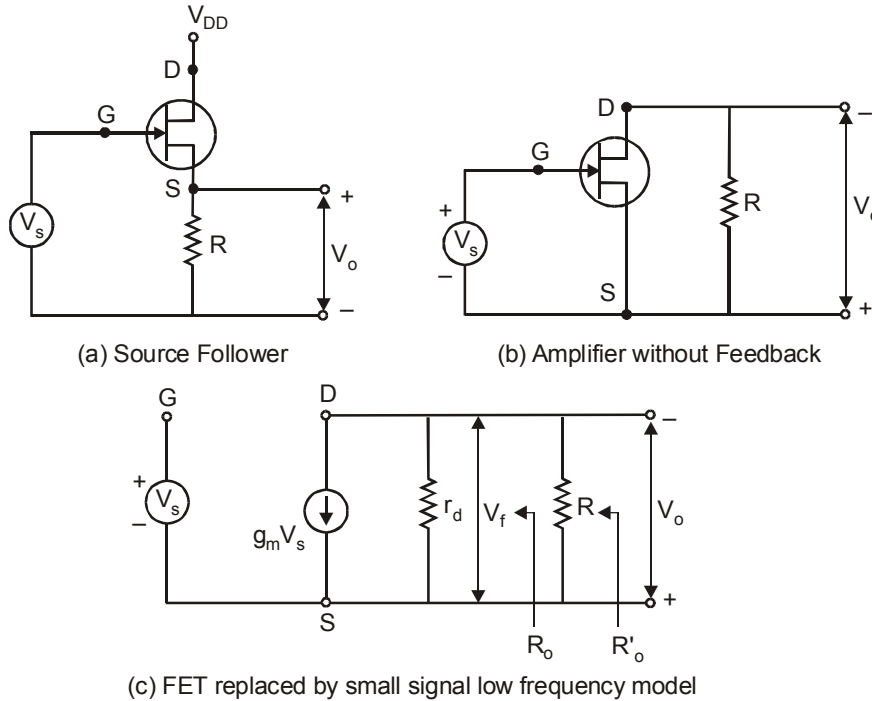 V_DD
D
G
S
V_s
R
+
V_o
–
(a) Source Follower
D
–
G
+
V_s
–
R
V_o
S
+
(b) Amplifier without Feedback
G
D
–
+
V_s
–
g_mV_s
r_d
V_f
R
V_o
+
S
R_o
R'_o
(c) FET replaced by small signal low frequency model